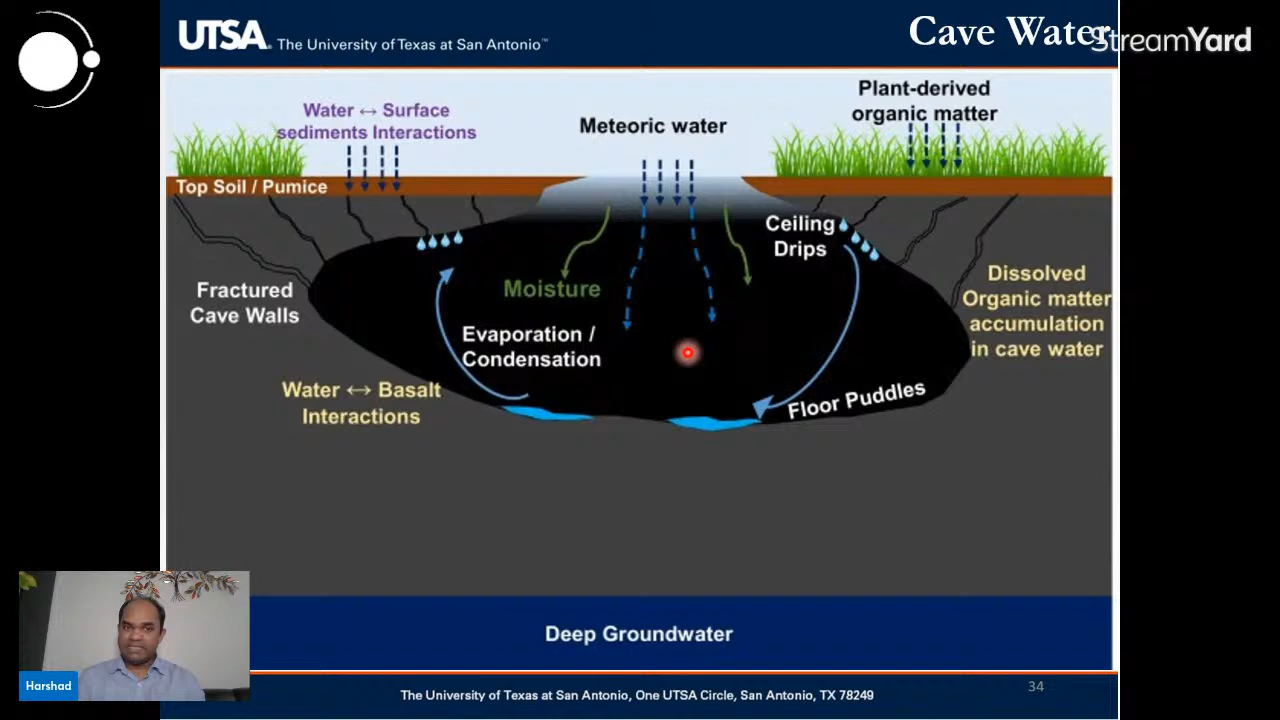 UTSA. The University of Texas at San Antonio™
Cave Water
StreamYard
Water ↔ Surface
sediments Interactions
Meteoric water
Plant-derived
organic matter
Top Soil / Pumice
Ceiling
Drips
Fractured
Cave Walls
Moisture
Dissolved
Organic matter
accumulation
in cave water
Evaporation /
Condensation
Water ↔ Basalt
Interactions
Floor Puddles
Deep Groundwater
Harshad
The University of Texas at San Antonio, One UTSA Circle, San Antonio, TX 78249
34